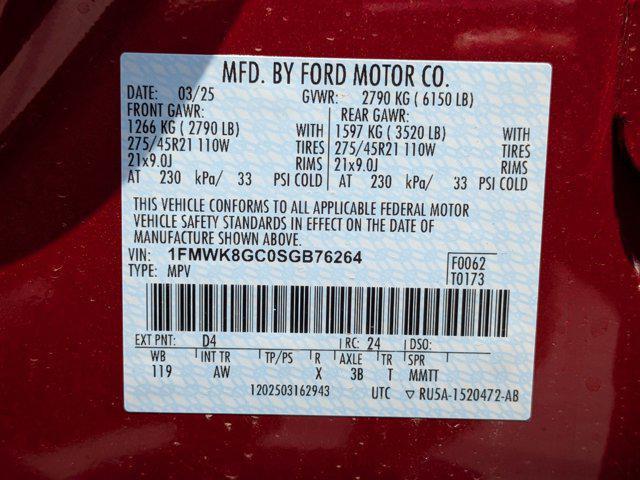 MFD. BY FORD MOTOR CO.
DATE: 03/25 GVWR: 2790 KG ( 6150 LB)
FRONT GAWR: REAR GAWR:
1266 KG ( 2790 LB) WITH 1597 KG ( 3520 LB) WITH
275/45R21 110W TIRES 275/45R21 110W TIRES
21x9.0J RIMS 21x9.0J RIMS
AT 230 kPa/ 33 PSI COLD AT 230 kPa/ 33 PSI COLD
THIS VEHICLE CONFORMS TO ALL APPLICABLE FEDERAL MOTOR
VEHICLE SAFETY STANDARDS IN EFFECT ON THE DATE OF
MANUFACTURE SHOWN ABOVE.
VIN: 1FMWK8GC0SGB76264 F0062
TYPE: MPV T0173
EXT PNT: D4 RC: 24 DSO:
WB INT TR TP/PS R AXLE TR SPR
119 AW X 3B T MMTT
1202503162943 UTC ▽ RU5A-1520472-AB